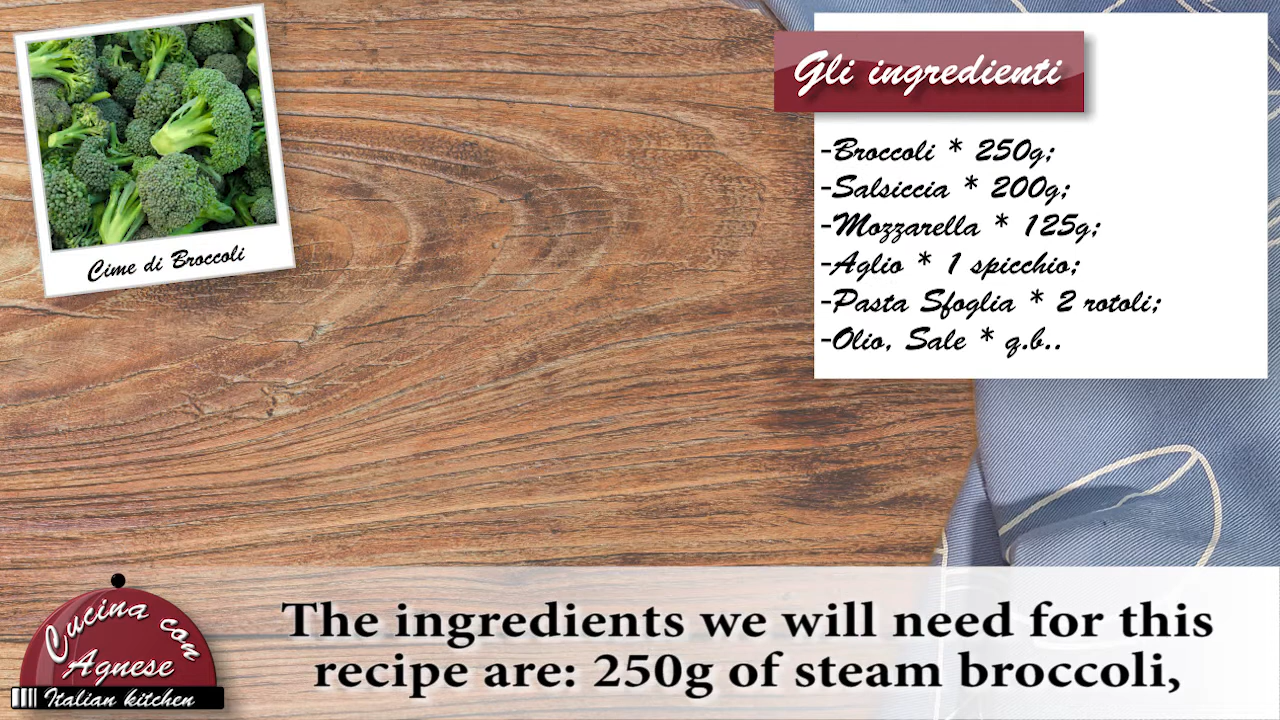 Gli ingredienti
-Broccoli * 250g;
-Salsiccia * 200g;
-Mozzarella * 125g;
-Aglio * 1 spicchio;
-Pasta Sfoglia * 2 rotoli;
-Olio, Sale * q.b..
Cime di Broccoli
Cucina con
Agnese
Italian kitchen
The ingredients we will need for this
recipe are: 250g of steam broccoli,